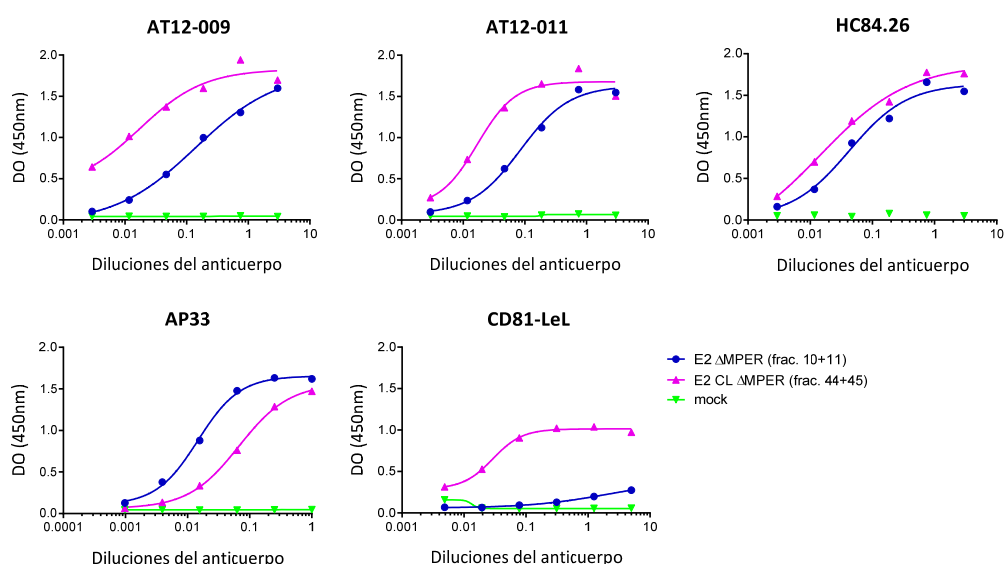 AT12-009
DO (450nm)
2.0
1.5
1.0
0.5
0.0
0.001 0.01 0.1 1 10
Diluciones del anticuerpo
AT12-011
DO (450nm)
2.0
1.5
1.0
0.5
0.0
0.001 0.01 0.1 1 10
Diluciones del anticuerpo
HC84.26
DO (450nm)
2.0
1.5
1.0
0.5
0.0
0.001 0.01 0.1 1 10
Diluciones del anticuerpo
AP33
DO (450nm)
2.0
1.5
1.0
0.5
0.0
0.0001 0.001 0.01 0.1 1
Diluciones del anticuerpo
CD81-LeL
DO (450nm)
2.0
1.5
1.0
0.5
0.0
0.001 0.01 0.1 1 10
Diluciones del anticuerpo
E2 ΔMPER (frac. 10+11)
E2 CL ΔMPER (frac. 44+45)
mock